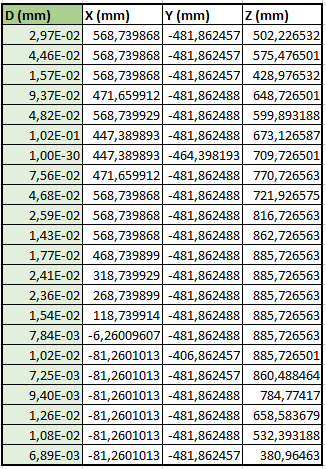 D (mm) X (mm) Y (mm) Z (mm)
2,97E-02 568,739868 -481,862457 502,226532
4,46E-02 568,739868 -481,862457 575,476501
1,57E-02 568,739868 -481,862457 428,976532
9,37E-02 471,659912 -481,862488 648,726501
4,82E-02 568,739929 -481,862488 599,893188
1,02E-01 447,389893 -481,862488 673,126587
1,00E-30 447,389893 -464,398193 709,726501
7,56E-02 471,659912 -481,862488 770,726563
4,68E-02 568,739868 -481,862488 721,926575
2,59E-02 568,739868 -481,862488 816,726563
1,43E-02 568,739868 -481,862488 862,726563
1,77E-02 468,739899 -481,862488 885,726563
2,41E-02 318,739929 -481,862488 885,726563
2,36E-02 268,739899 -481,862488 885,726563
1,54E-02 118,739914 -481,862488 885,726563
7,84E-03 -6,26009607 -481,862488 885,726563
1,02E-02 -81,2601013 -406,862457 885,726501
7,25E-03 -81,2601013 -481,862457 860,488464
9,40E-03 -81,2601013 -481,862488 784,77417
1,26E-02 -81,2601013 -481,862488 658,583679
1,08E-02 -81,2601013 -481,862488 532,393188
6,89E-03 -81,2601013 -481,862457 380,96463